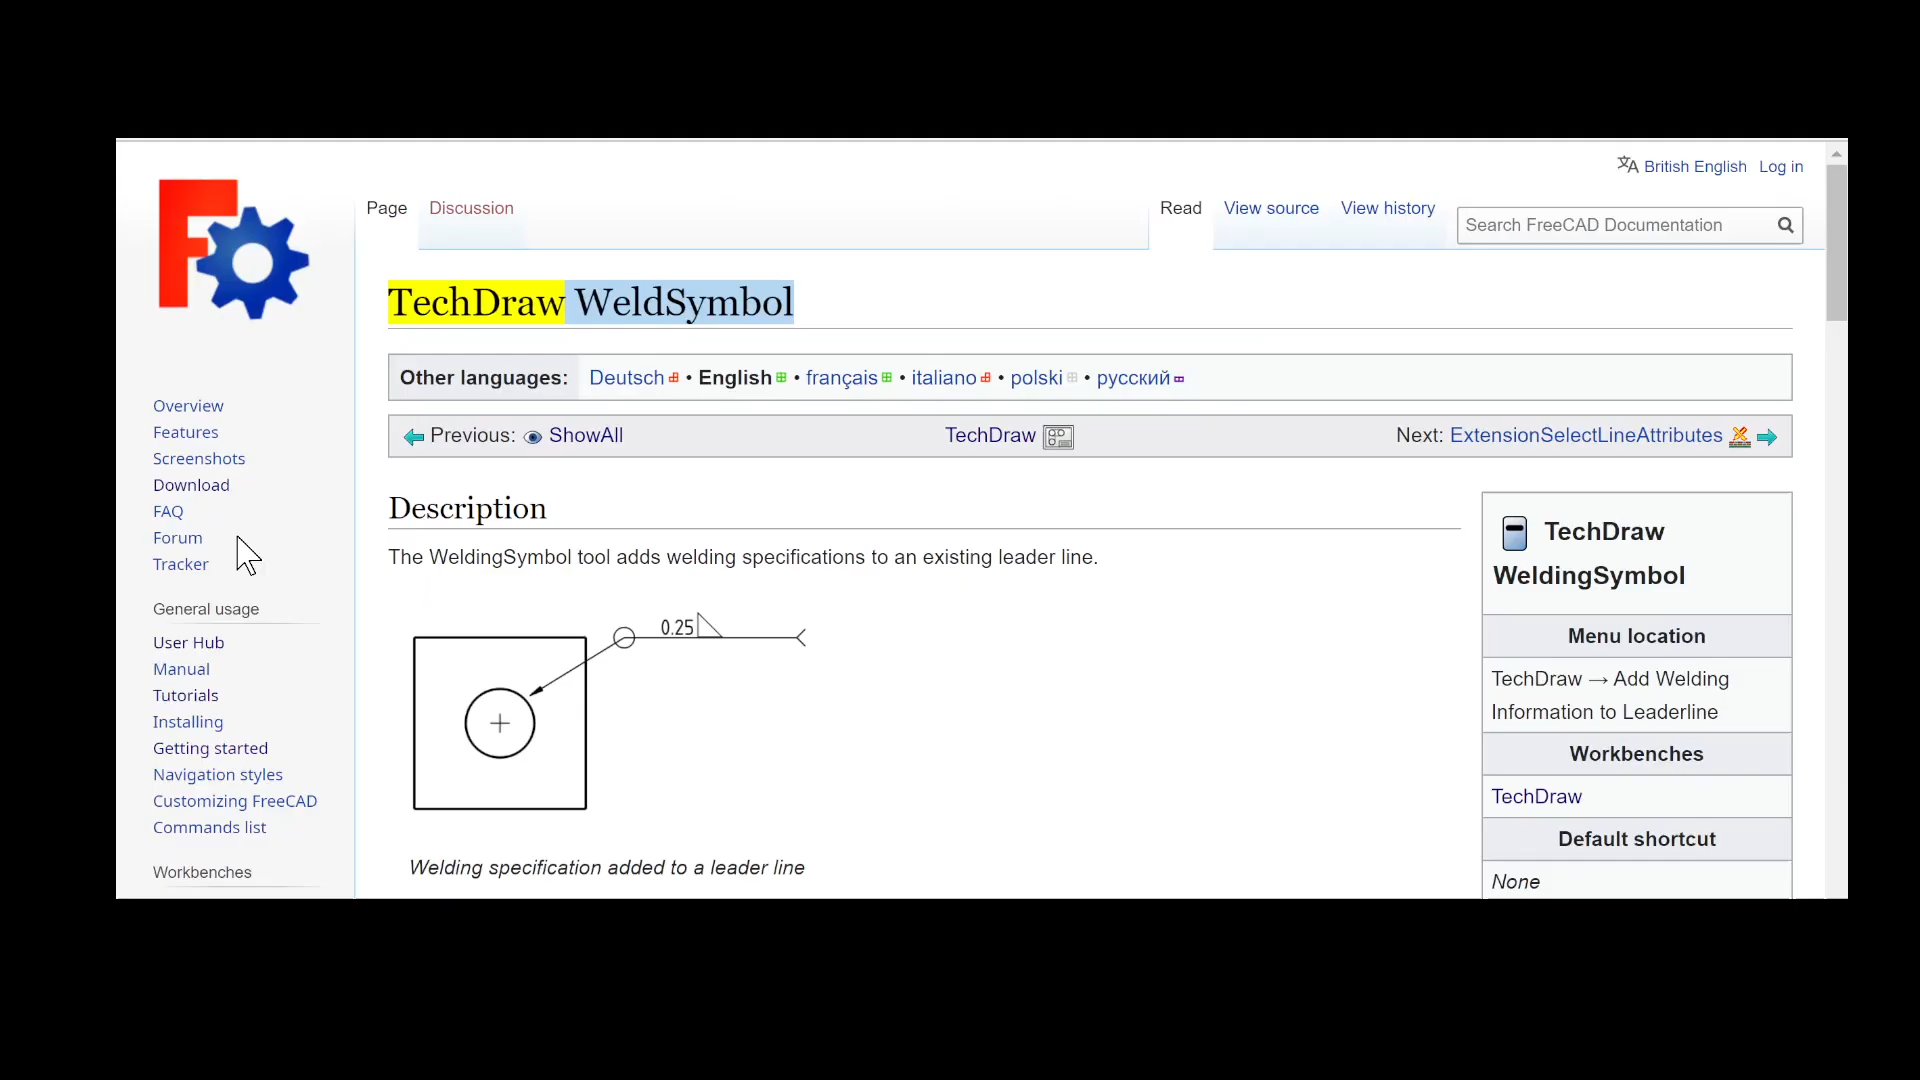 British English Log in
Page Discussion Read View source View history Search FreeCAD Documentation
TechDraw WeldSymbol
Other languages: Deutsch • English • français • italiano • polski • русский
Previous: ShowAll TechDraw Next: ExtensionSelectLineAttributes
Overview
Features
Screenshots
Download
FAQ
Forum
Tracker
General usage
User Hub
Manual
Tutorials
Installing
Getting started
Navigation styles
Customizing FreeCAD
Commands list
Workbenches
Description
The WeldingSymbol tool adds welding specifications to an existing leader line.
0.25
Welding specification added to a leader line
TechDraw
WeldingSymbol
Menu location
TechDraw → Add Welding
Information to Leaderline
Workbenches
TechDraw
Default shortcut
None